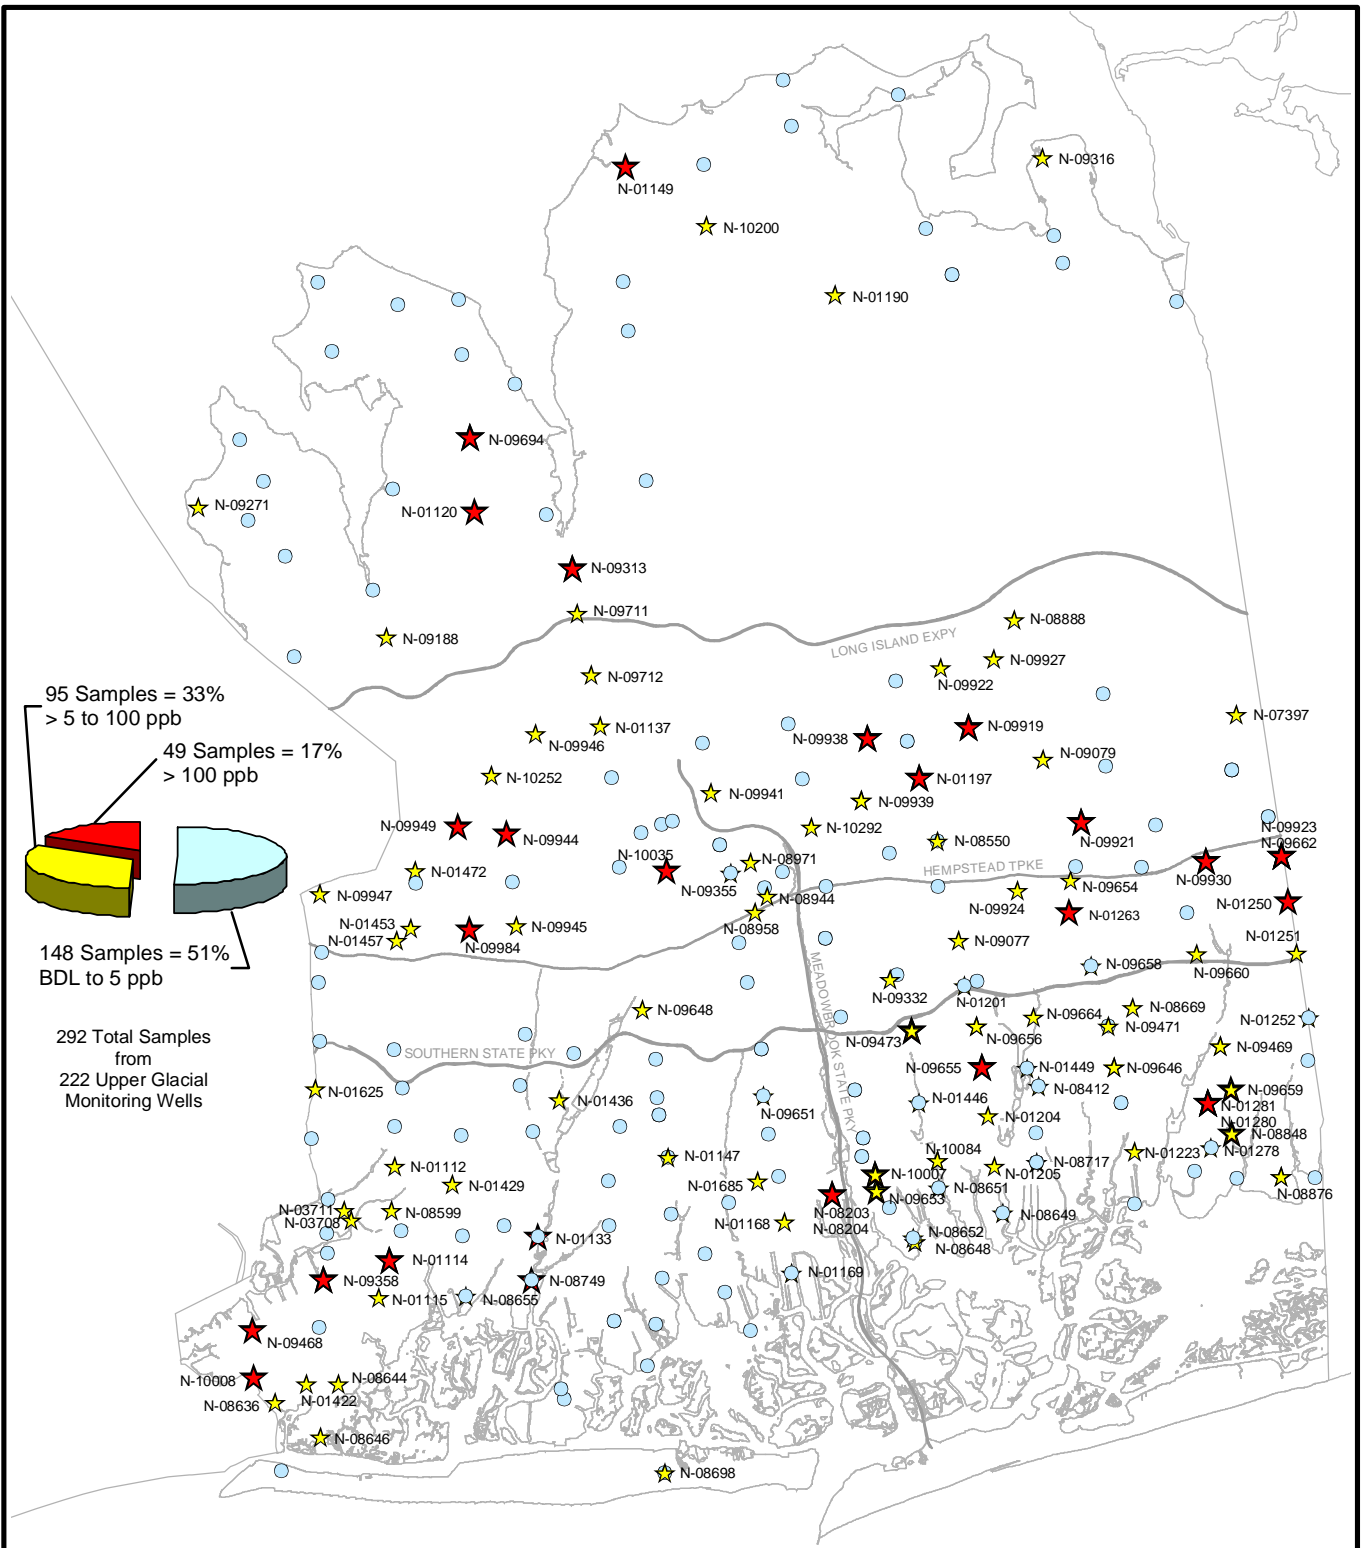 N-09316
N-01149
N-10200
N-01190
N-09694
N-09271
N-01120
N-09313
N-09711
N-08888
N-09188
LONG ISLAND EXPY
N-09927
N-09922
N-09712
95 Samples = 33%
> 5 to 100 ppb
49 Samples = 17%
> 100 ppb
N-07397
N-01137
N-09919
N-09938
N-09946
N-09079
N-10252
N-01197
N-09941
N-09939
N-09949
N-09944
N-10292
N-08550
N-09921
N-09923
N-09662
N-10035
N-08971
HEMPSTEAD TPKE
N-01472
N-09355
N-09930
N-09654
N-09947
N-08944
N-09924
N-01250
N-08958
N-01263
N-01453
N-09945
N-01457
N-09984
N-09077
N-01251
148 Samples = 51%
BDL to 5 ppb
MEADOWBROOK STATE PKY
N-09658
N-09660
N-09332
N-01201
N-09648
N-08669
N-09664
N-01252
N-09471
292 Total Samples
from
222 Upper Glacial
Monitoring Wells
N-09473
N-09656
N-09469
SOUTHERN STATE PKY
N-09655
N-01449
N-09646
N-01625
N-08412
N-09659
N-01436
N-09651
N-01446
N-01281
N-01204
N-01280
N-08848
N-10084
N-01223
N-01278
N-01147
N-08717
N-01112
N-10007
N-01205
N-01429
N-01685
N-08651
N-08876
N-09653
N-03711
N-08599
N-08203
N-08649
N-03708
N-01168
N-08204
N-01133
N-08652
N-08648
N-01114
N-01169
N-09358
N-08749
N-01115
N-08655
N-09468
N-10008
N-08644
N-08636
N-01422
N-08646
N-08698